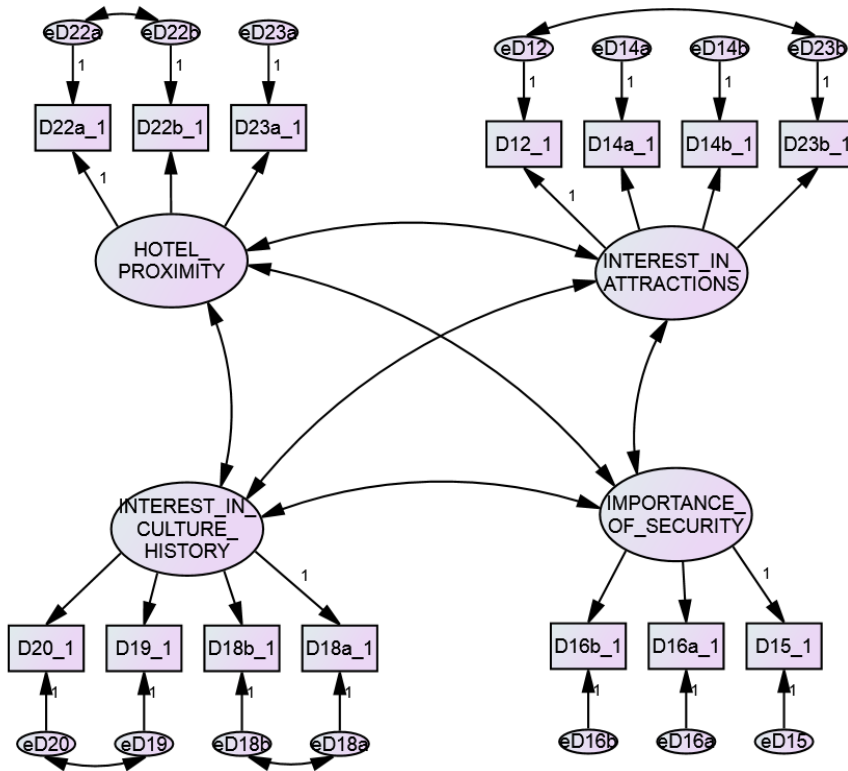 eD22a eD22b eD23a
eD12 eD14a eD14b eD23b
1 1 1
1 1 1 1
D22a_1 D22b_1 D23a_1
D12_1 D14a_1 D14b_1 D23b_1
1
1
HOTEL_
PROXIMITY
INTEREST_IN_
ATTRACTIONS
INTEREST_IN_
CULTURE_
HISTORY
IMPORTANCE_
OF_SECURITY
1
1
D20_1 D19_1 D18b_1 D18a_1
D16b_1 D16a_1 D15_1
1 1 1 1
1 1 1
eD20 eD19 eD18b eD18a
eD16b eD16a eD15